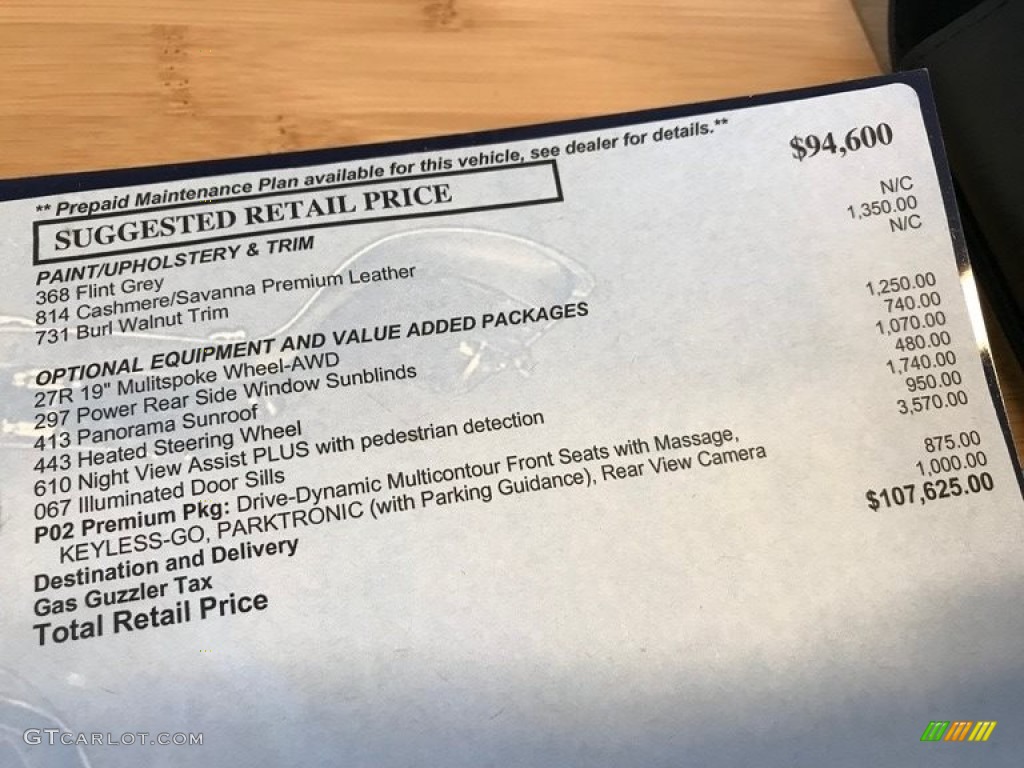 ** Prepaid Maintenance Plan available for this vehicle, see dealer for details.**
SUGGESTED RETAIL PRICE $94,600
PAINT/UPHOLSTERY & TRIM
368 Flint Grey N/C
814 Cashmere/Savanna Premium Leather 1,350.00
731 Burl Walnut Trim N/C
OPTIONAL EQUIPMENT AND VALUE ADDED PACKAGES
27R 19" Mulitspoke Wheel-AWD 1,250.00
297 Power Rear Side Window Sunblinds 740.00
413 Panorama Sunroof 1,070.00
443 Heated Steering Wheel 480.00
610 Night View Assist PLUS with pedestrian detection 1,740.00
067 Illuminated Door Sills 950.00
P02 Premium Pkg: Drive-Dynamic Multicontour Front Seats with Massage, 3,570.00
KEYLESS-GO, PARKTRONIC (with Parking Guidance), Rear View Camera
Destination and Delivery 875.00
Gas Guzzler Tax 1,000.00
Total Retail Price $107,625.00
GTCARLOT.COM